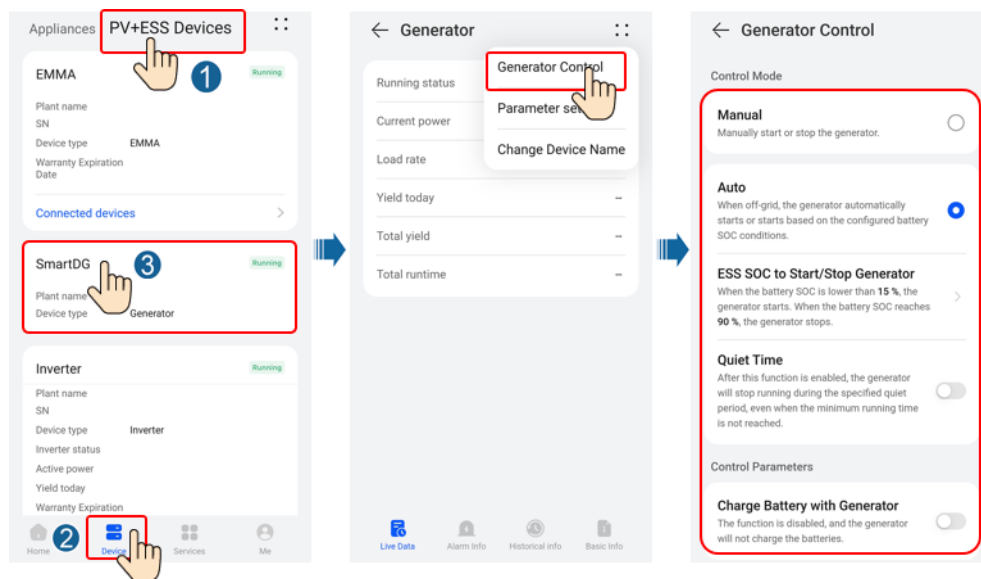 Appliances PV+ESS Devices
1
EMMA
Running
Plant name
SN
Device type EMMA
Warranty Expiration
Date
Connected devices
SmartDG
3
Running
Plant name
Device type Generator
Inverter
Running
Plant name
SN
Device type Inverter
Inverter status
Active power
Yield today
Warranty Expiration
2
Home Device Services Me
Generator
Generator Control
Parameter se
Change Device Name
Running status
Current power
Load rate
Yield today --
Total yield --
Total runtime --
Live Data Alarm Info Historical info Basic Info
Generator Control
Control Mode
Manual
Manually start or stop the generator.
Auto
When off-grid, the generator automatically
starts or starts based on the configured battery
SOC conditions.
ESS SOC to Start/Stop Generator
When the battery SOC is lower than 15 %, the
generator starts. When the battery SOC reaches
90 %, the generator stops.
Quiet Time
After this function is enabled, the generator
will stop running during the specified quiet
period, even when the minimum running time
is not reached.
Control Parameters
Charge Battery with Generator
The function is disabled, and the generator
will not charge the batteries.